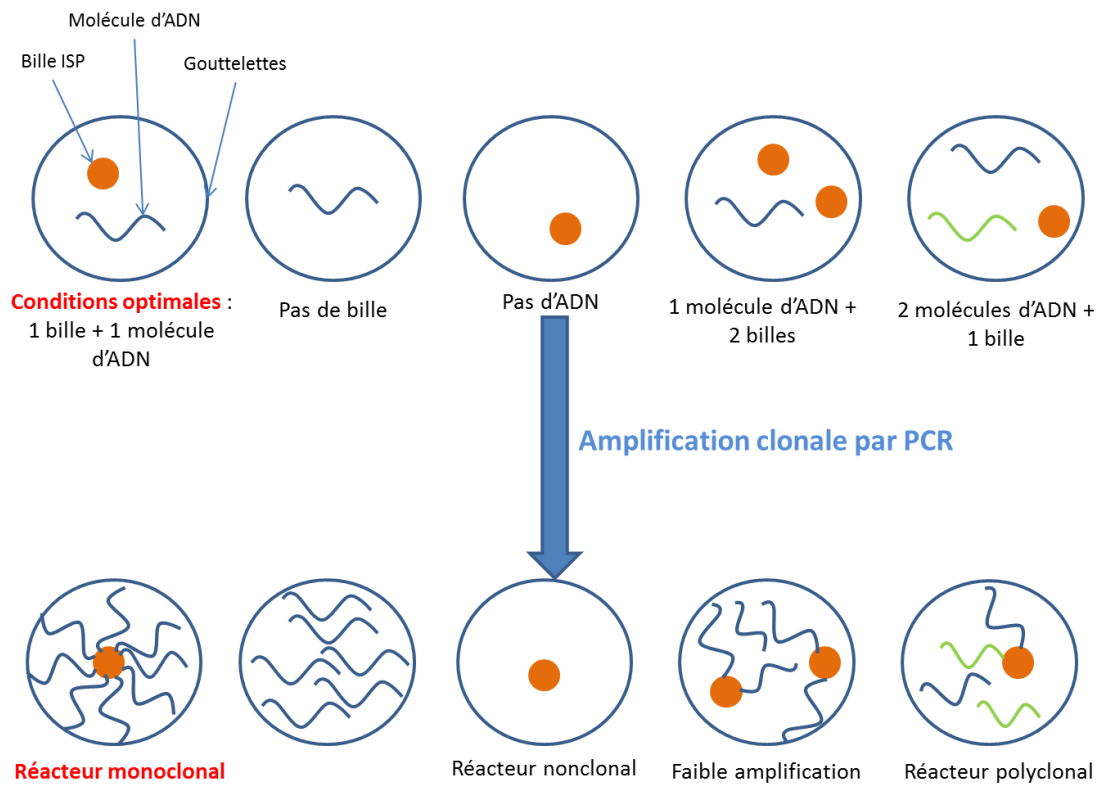 Molécule d’ADN
Bille ISP
Gouttelettes
Conditions optimales :
1 bille + 1 molécule
d’ADN
Pas de bille
Pas d’ADN
1 molécule d’ADN +
2 billes
2 molécules d’ADN +
1 bille
Amplification clonale par PCR
Réacteur monoclonal
Réacteur nonclonal
Faible amplification
Réacteur polyclonal